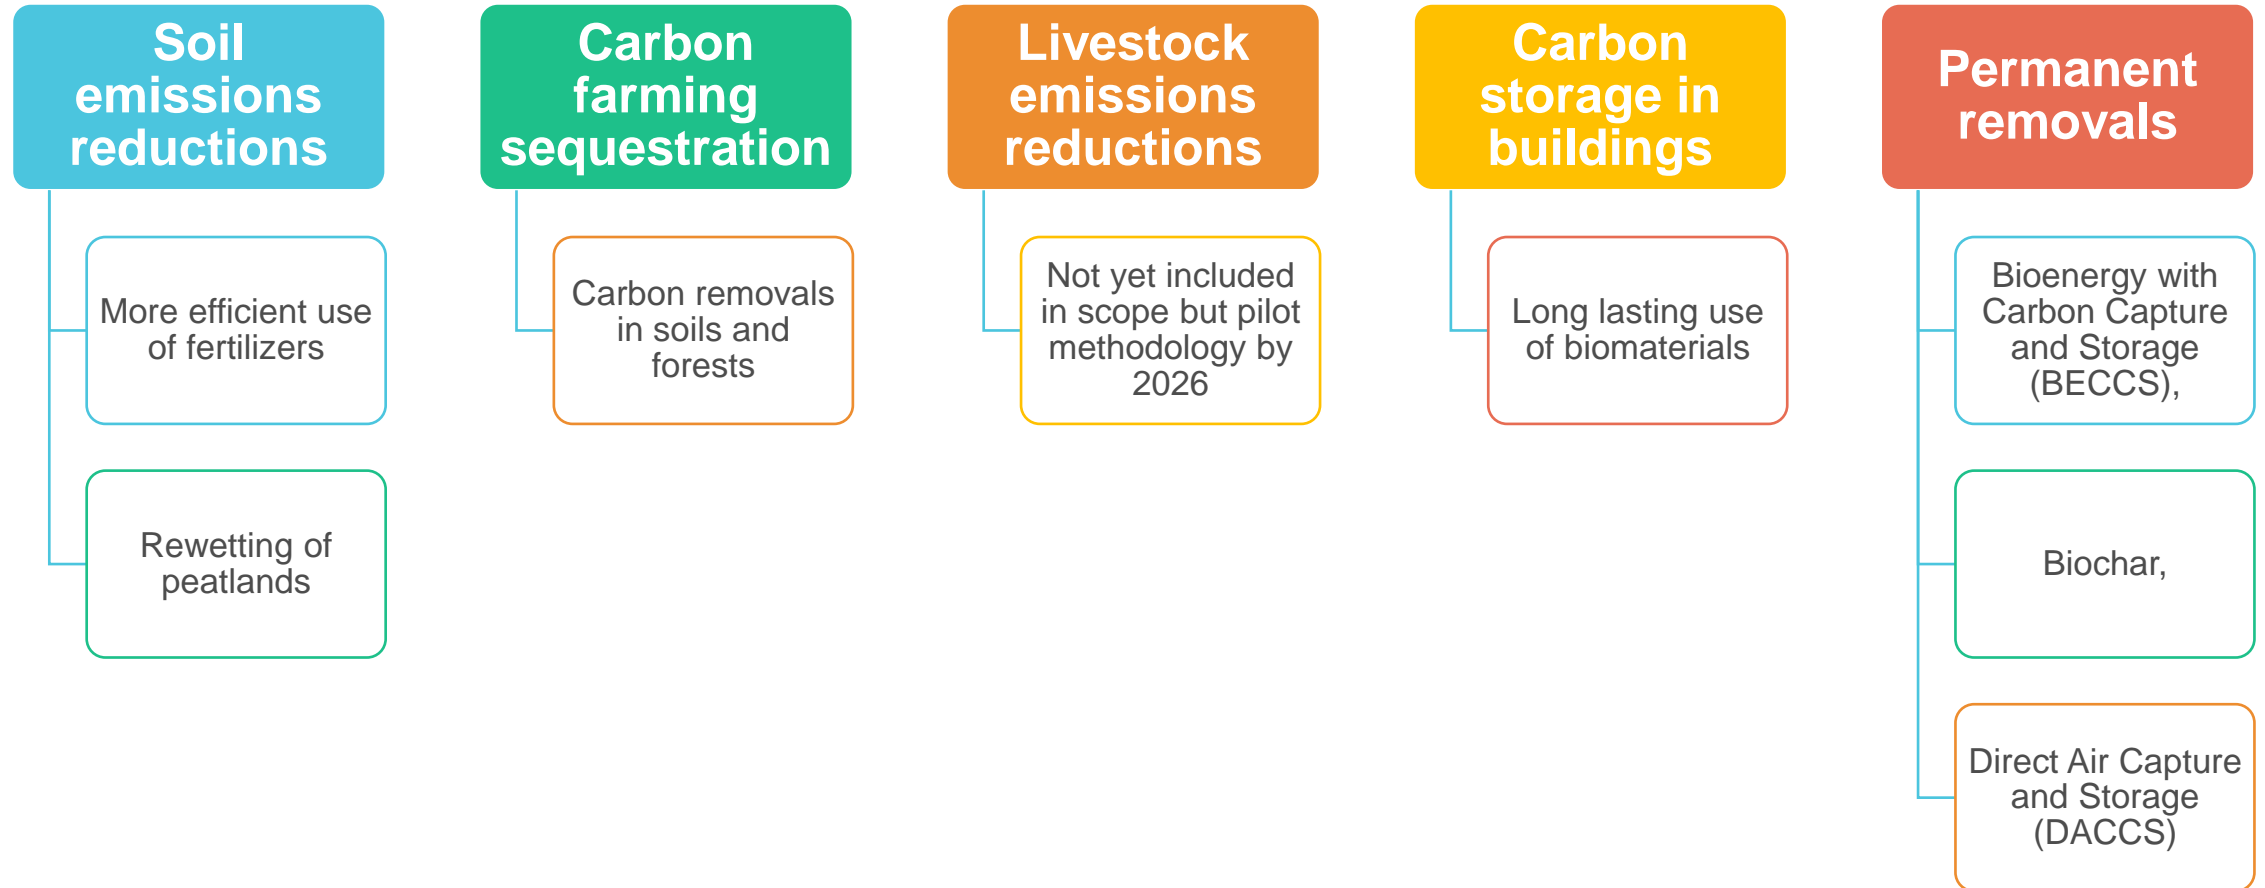 Soil
emissions
reductions
More efficient use
of fertilizers
Rewetting of
peatlands
Carbon
farming
sequestration
Carbon removals
in soils and
forests
Livestock
emissions
reductions
Not yet included
in scope but pilot
methodology by
2026
Carbon
storage in
buildings
Long lasting use
of biomaterials
Permanent
removals
Bioenergy with
Carbon Capture
and Storage
(BECCS),
Biochar,
Direct Air Capture
and Storage
(DACCS)